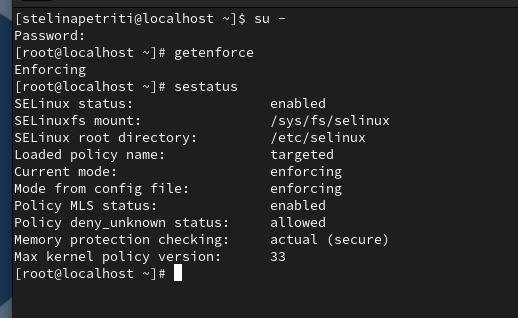 [stelinapetriti@localhost ~]$ su -
Password:
[root@localhost ~]# getenforce
Enforcing
[root@localhost ~]# sestatus
SELinux status:                 enabled
SELinuxfs mount:                /sys/fs/selinux
SELinux root directory:         /etc/selinux
Loaded policy name:             targeted
Current mode:                   enforcing
Mode from config file:          enforcing
Policy MLS status:              enabled
Policy deny_unknown status:     allowed
Memory protection checking:     actual (secure)
Max kernel policy version:      33
[root@localhost ~]#